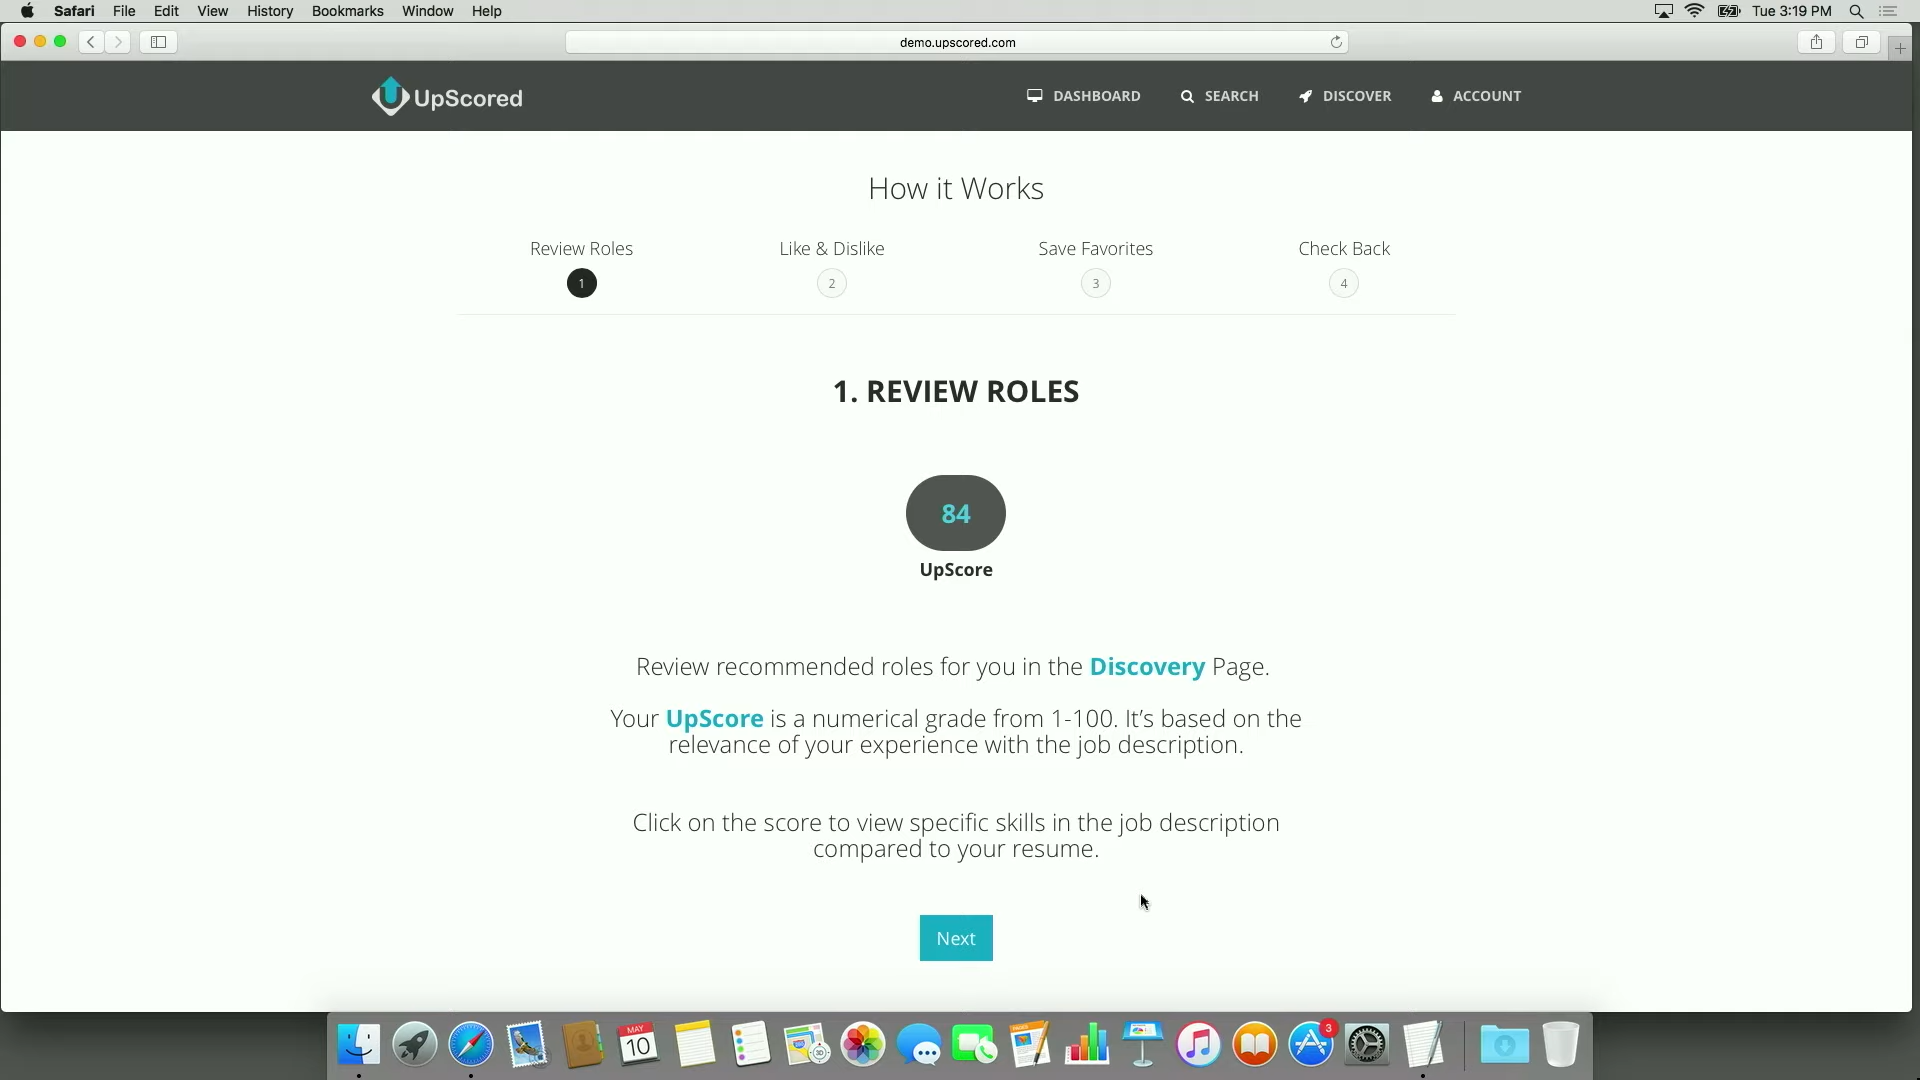 Safari File Edit View History Bookmarks Window Help Tue 3:19 PM
demo.upscored.com
UpScored DASHBOARD SEARCH DISCOVER ACCOUNT
How it Works
Review Roles Like & Dislike Save Favorites Check Back
1 2 3 4
1. REVIEW ROLES
84
UpScore
Review recommended roles for you in the Discovery Page.
Your UpScore is a numerical grade from 1-100. It's based on the
relevance of your experience with the job description.
Click on the score to view specific skills in the job description
compared to your resume.
Next
MAY
10
3D
PAGES
3